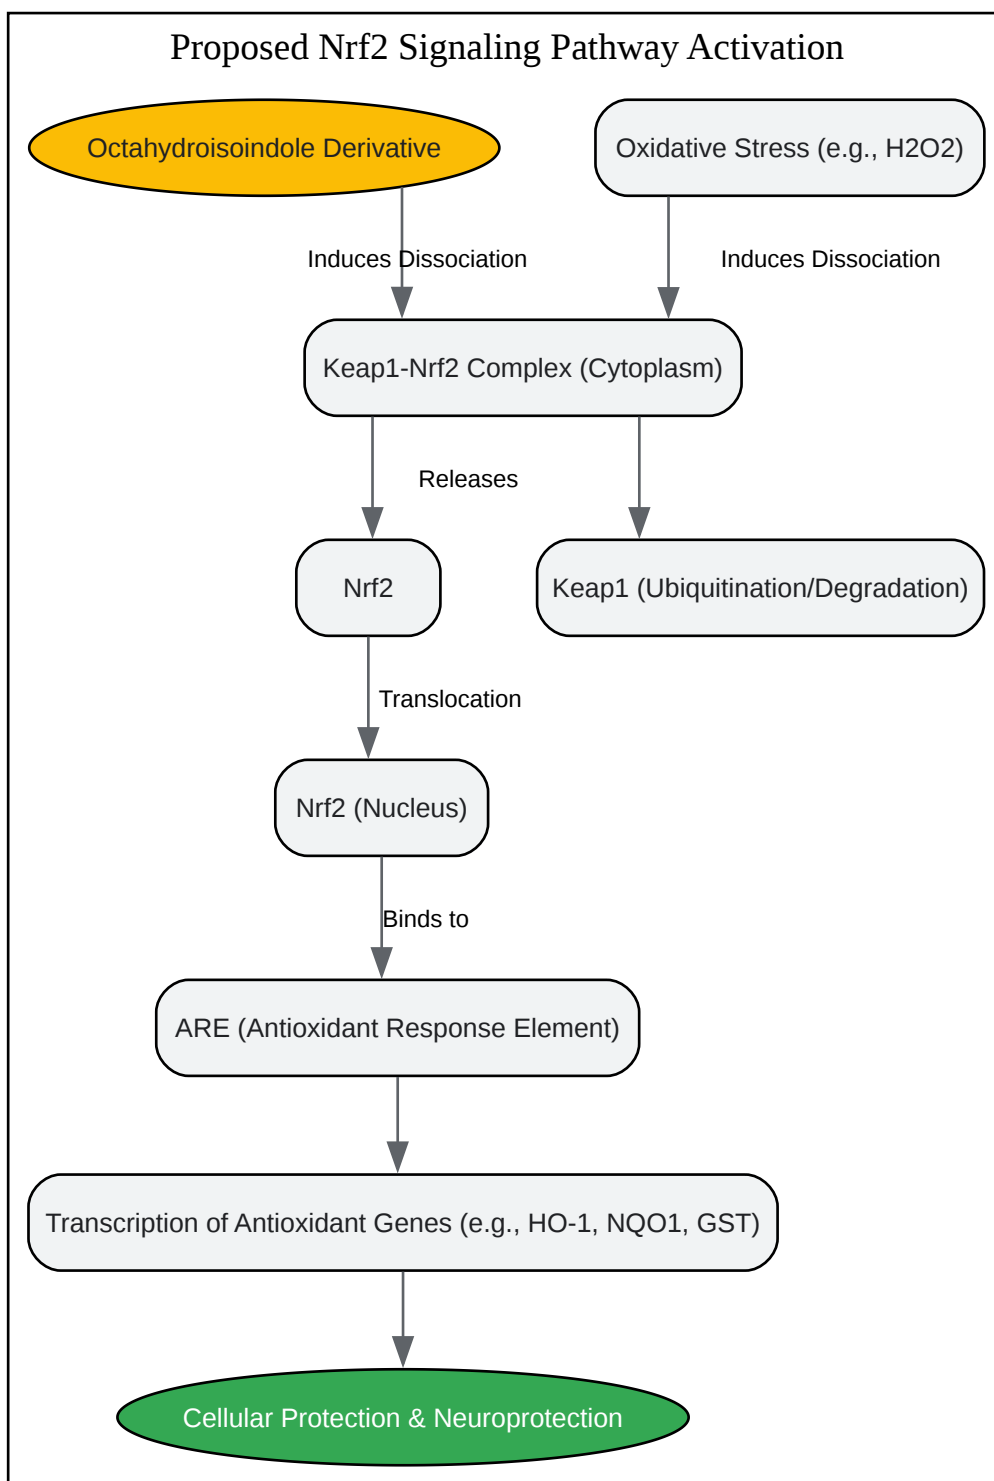 Proposed Nrf2 Signaling Pathway Activation
Octahydroisoindole Derivative
Oxidative Stress (e.g., H2O2)
Induces Dissociation
Induces Dissociation
Keap1-Nrf2 Complex (Cytoplasm)
Releases
Nrf2
Keap1 (Ubiquitination/Degradation)
Translocation
Nrf2 (Nucleus)
Binds to
ARE (Antioxidant Response Element)
Transcription of Antioxidant Genes (e.g., HO-1, NQO1, GST)
Cellular Protection & Neuroprotection